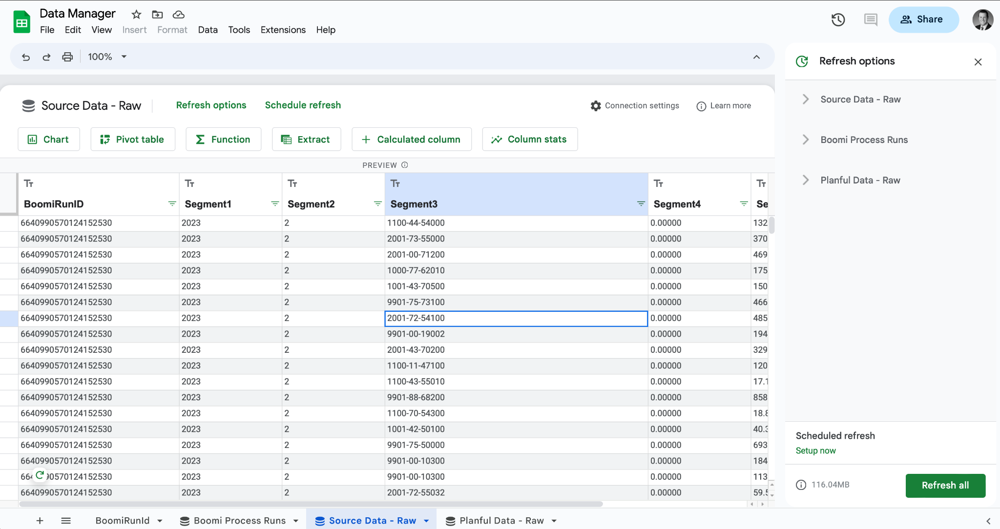 Data Manager
File Edit View Insert Format Data Tools Extensions Help
Share
100%
Refresh options
Source Data - Raw
Boomi Process Runs
Planful Data - Raw
Source Data - Raw Refresh options Schedule refresh Connection settings Learn more
Chart Pivot table Function Extract + Calculated column Column stats
PREVIEW
BoomiRunID Segment1 Segment2 Segment3 Segment4 Se
6640990570124152530 2023 2 1100-44-54000 0.00000 132
6640990570124152530 2023 2 2001-73-55000 0.00000 370
6640990570124152530 2023 2 2001-00-71200 0.00000 469
6640990570124152530 2023 2 1000-77-62010 0.00000 175
6640990570124152530 2023 2 1001-43-70500 0.00000 150
6640990570124152530 2023 2 9901-75-73100 0.00000 466
6640990570124152530 2023 2 2001-72-54100 0.00000 485
6640990570124152530 2023 2 9901-00-19002 0.00000 194
6640990570124152530 2023 2 2001-43-70200 0.00000 329
6640990570124152530 2023 2 1100-11-47100 0.00000 120
6640990570124152530 2023 2 1100-43-55010 0.00000 17.1
6640990570124152530 2023 2 9901-88-68200 0.00000 858
6640990570124152530 2023 2 1100-70-54300 0.00000 18.8
6640990570124152530 2023 2 1001-42-50100 0.00000 40.3
6640990570124152530 2023 2 9901-75-50000 0.00000 693
6640990570124152530 2023 2 9901-00-10300 0.00000 184
2023 2 9901-00-10300 0.00000 113
6640990570124152530 2023 2 2001-72-55032 0.00000 59.5
Scheduled refresh
Setup now
116.04MB Refresh all
BoomiRunId Boomi Process Runs Source Data - Raw Planful Data - Raw